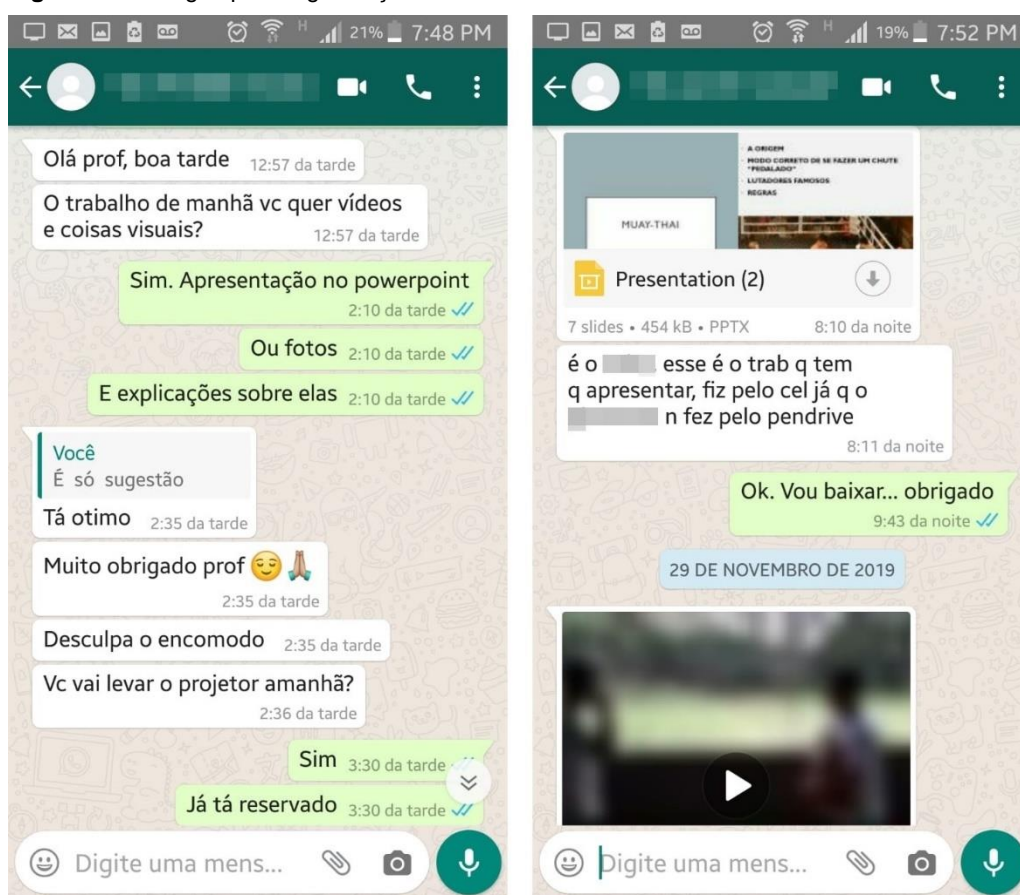 H 21% 7:48 PM
Olá prof, boa tarde 12:57 da tarde
O trabalho de manhã vc quer vídeos
e coisas visuais? 12:57 da tarde
Sim. Apresentação no powerpoint
2:10 da tarde
Ou fotos 2:10 da tarde
E explicações sobre elas 2:10 da tarde
Você
É só sugestão
Tá otimo 2:35 da tarde
Muito obrigado prof 😌🙏🏽
2:35 da tarde
Desculpa o encomodo 2:35 da tarde
Vc vai levar o projetor amanhã?
2:36 da tarde
Sim 3:30 da tarde
Já tá reservado 3:30 da tarde
Digite uma mens...
H 19% 7:52 PM
A ORIGEM
MODO CORRETO DE SE FAZER UM CHUTE
"PEDALADO"
LUTADORES FAMOSOS
REGRAS
MUAY-THAI
Presentation (2)
7 slides • 454 kB • PPTX 8:10 da noite
é o esse é o trab q tem
q apresentar, fiz pelo cel já q o
n fez pelo pendrive
8:11 da noite
Ok. Vou baixar... obrigado
9:43 da noite
29 DE NOVEMBRO DE 2019
Digite uma mens...